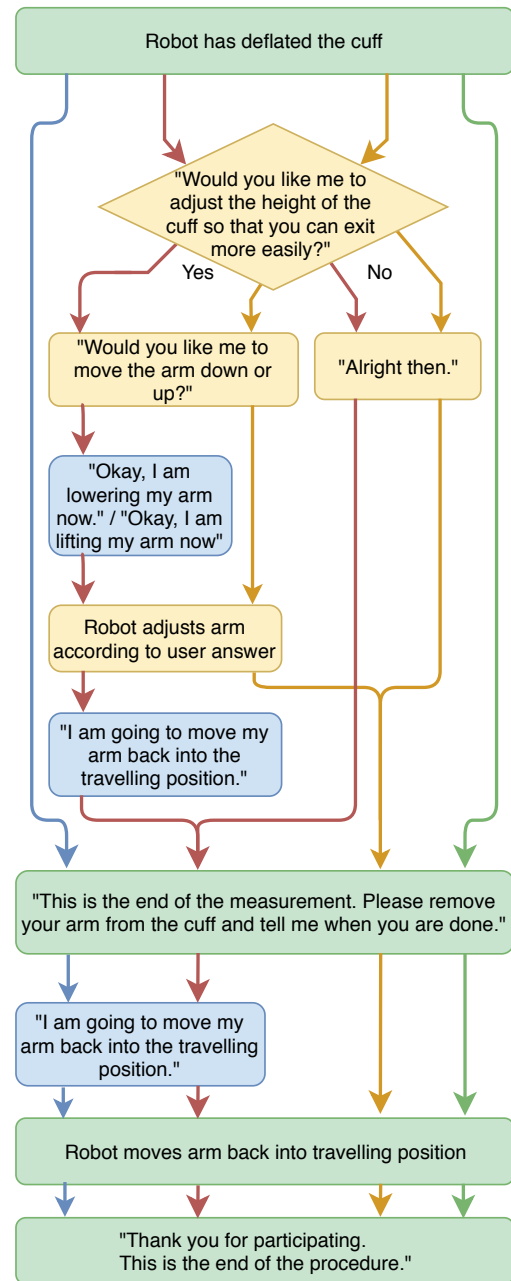 Robot has deflated the cuff
"Would you like me to
adjust the height of the
cuff so that you can exit
more easily?"
Yes
No
"Would you like me to
move the arm down or
up?"
"Alright then."
"Okay, I am
lowering my arm
now." / "Okay, I am
lifting my arm now"
Robot adjusts arm
according to user answer
"I am going to move my
arm back into the
travelling position."
"This is the end of the measurement. Please remove
your arm from the cuff and tell me when you are done."
"I am going to move my
arm back into the travelling
position."
Robot moves arm back into travelling position
"Thank you for participating.
This is the end of the procedure."